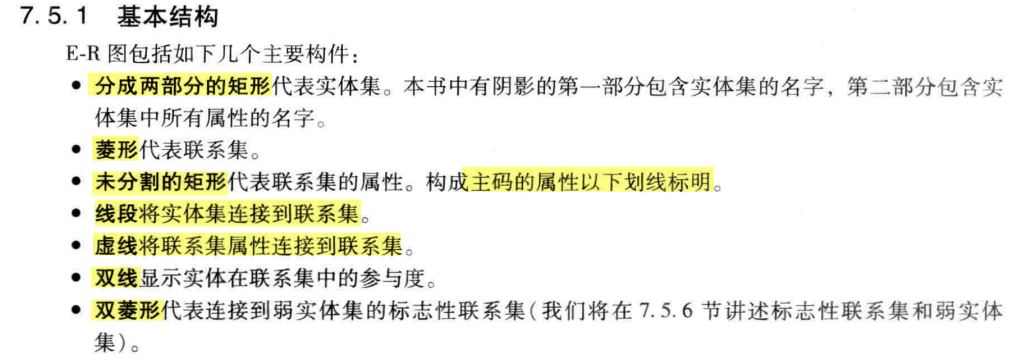 7.5.1 基本结构
E-R 图包括如下几个主要构件：
● 分成两部分的矩形代表实体集。本书中有阴影的第一部分包含实体集的名字，第二部分包含实
体集中所有属性的名字。
● 菱形代表联系集。
● 未分割的矩形代表联系集的属性。构成主码的属性以下划线标明。
● 线段将实体集连接到联系集。
● 虚线将联系集属性连接到联系集。
● 双线显示实体在联系集中的参与度。
● 双菱形代表连接到弱实体集的标志性联系集（我们将在 7.5.6 节讲述标志性联系集和弱实体
集）。